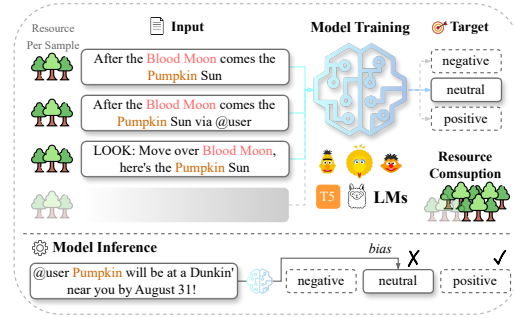 Resource
Per Sample
Input
Model Training
Target
After the Blood Moon comes the
Pumpkin Sun
After the Blood Moon comes the
Pumpkin Sun via @user
LOOK: Move over Blood Moon,
here's the Pumpkin Sun
negative
neutral
positive
T5
LMs
Resource
Comsuption
Model Inference
@user Pumpkin will be at a Dunkin'
near you by August 31!
bias
negative
neutral
positive